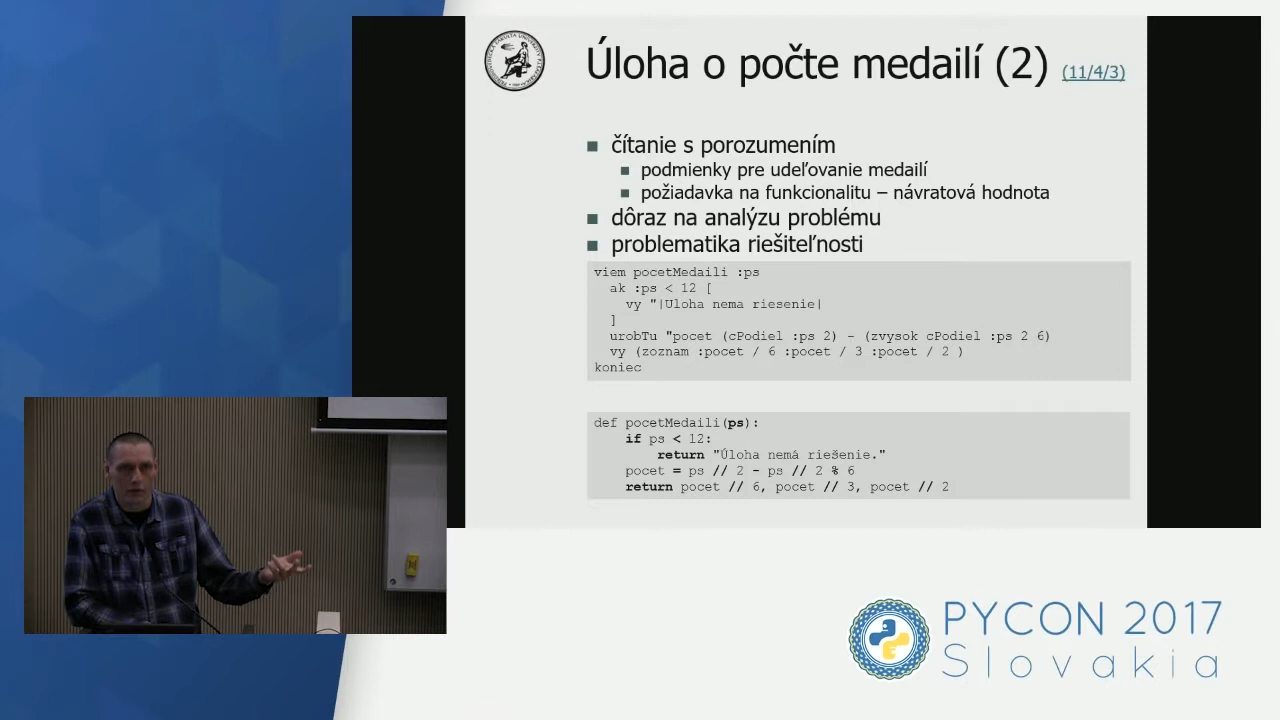 Úloha o počte medailí (2) (11/4/3)
čítanie s porozumením
podmienky pre udeľovanie medailí
požiadavka na funkcionalitu – návratová hodnota
dôraz na analýzu problému
problematika riešiteľnosti
viem pocetMedaili :ps
ak :ps < 12 [
vy "|Uloha nema riesenie|
]
urobTu "pocet (cPodiel :ps 2) - (zvysok cPodiel :ps 2 6)
vy (zoznam :pocet / 6 :pocet / 3 :pocet / 2 )
koniec
def pocetMedaili(ps):
if ps < 12:
return "Úloha nemá riešenie."
pocet = ps // 2 - ps // 2 % 6
return pocet // 6, pocet // 3, pocet // 2
PYCON 2017
Slovakia